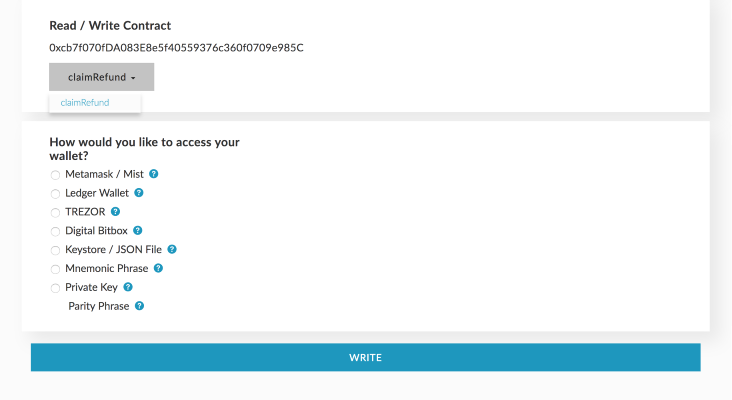 Read / Write Contract
0xcb7f070fDA083E8e5f40559376c360f0709e985C
claimRefund
claimRefund
How would you like to access your
wallet?
Metamask / Mist ?
Ledger Wallet ?
TREZOR ?
Digital Bitbox ?
Keystore / JSON File ?
Mnemonic Phrase ?
Private Key ?
Parity Phrase ?
WRITE